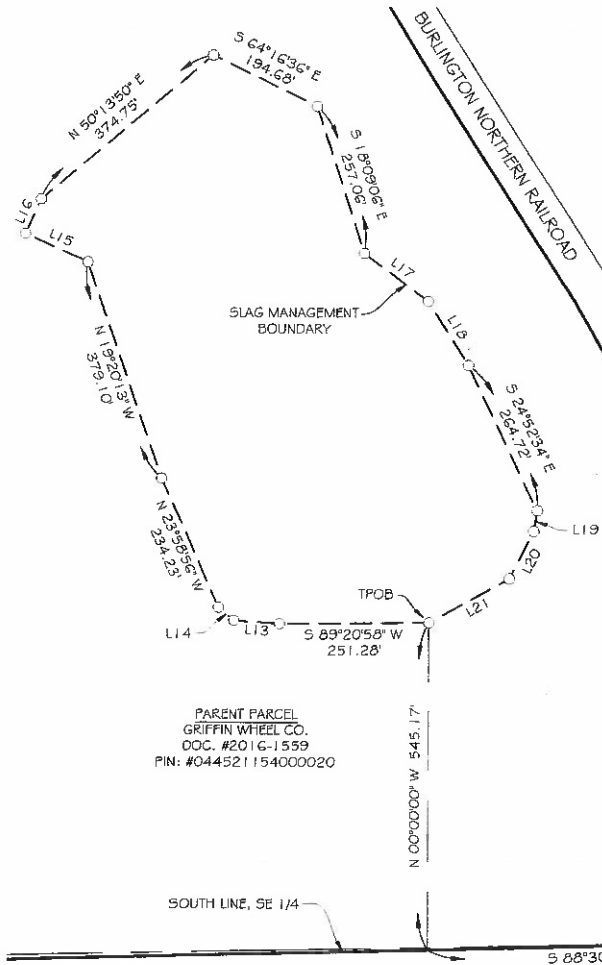 BURLINGTON NORTHERN RAILROAD
S 64°16'36" E
194.68'
N 50°13'50" E
374.75'
S 18°09'06" E
257.06'
L16
L15
L17
SLAG MANAGEMENT
BOUNDARY
L18
N 19°20'13" W
379.10'
S 24°52'34" E
264.72'
L19
N 23°58'56" W
234.23'
L20
TPOB
L21
L14
L13
S 89°20'58" W
251.28'
PARENT PARCEL
GRIFFIN WHEEL CO.
DOC. #2016-1559
PIN: #044521154000020
N 00°00'00" W 545.17'
SOUTH LINE, SE 1/4
S 88°30